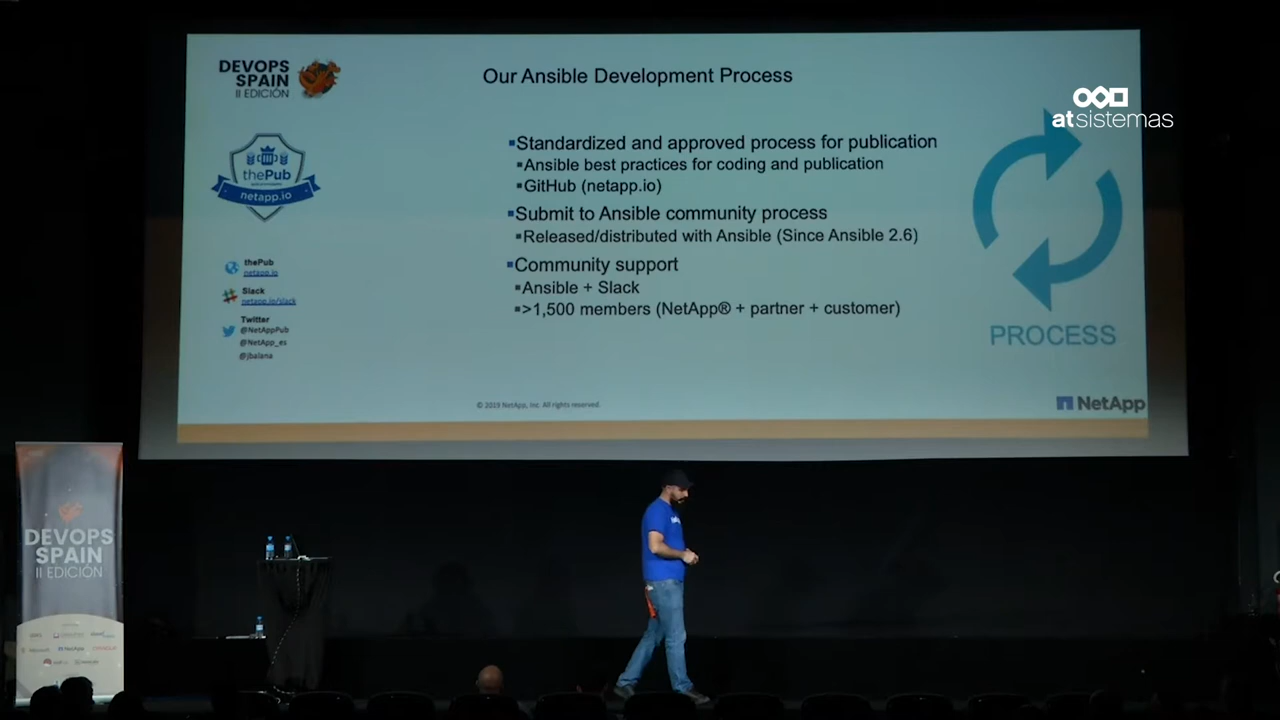 DEVOPS
SPAIN
II EDICIÓN
Our Ansible Development Process
atsistemas
thePub
netapp.io
▪Standardized and approved process for publication
▪Ansible best practices for coding and publication
▪GitHub (netapp.io)
▪Submit to Ansible community process
▪Released/distributed with Ansible (Since Ansible 2.6)
▪Community support
▪Ansible + Slack
▪>1,500 members (NetApp® + partner + customer)
thePub
netapp.io
Slack
netapp.io/slack
Twitter
@NetAppPub
@NetApp_es
@jbalana
PROCESS
© 2019 NetApp, Inc. All rights reserved.
NetApp
DEVOPS
SPAIN
II EDICIÓN
NetApp